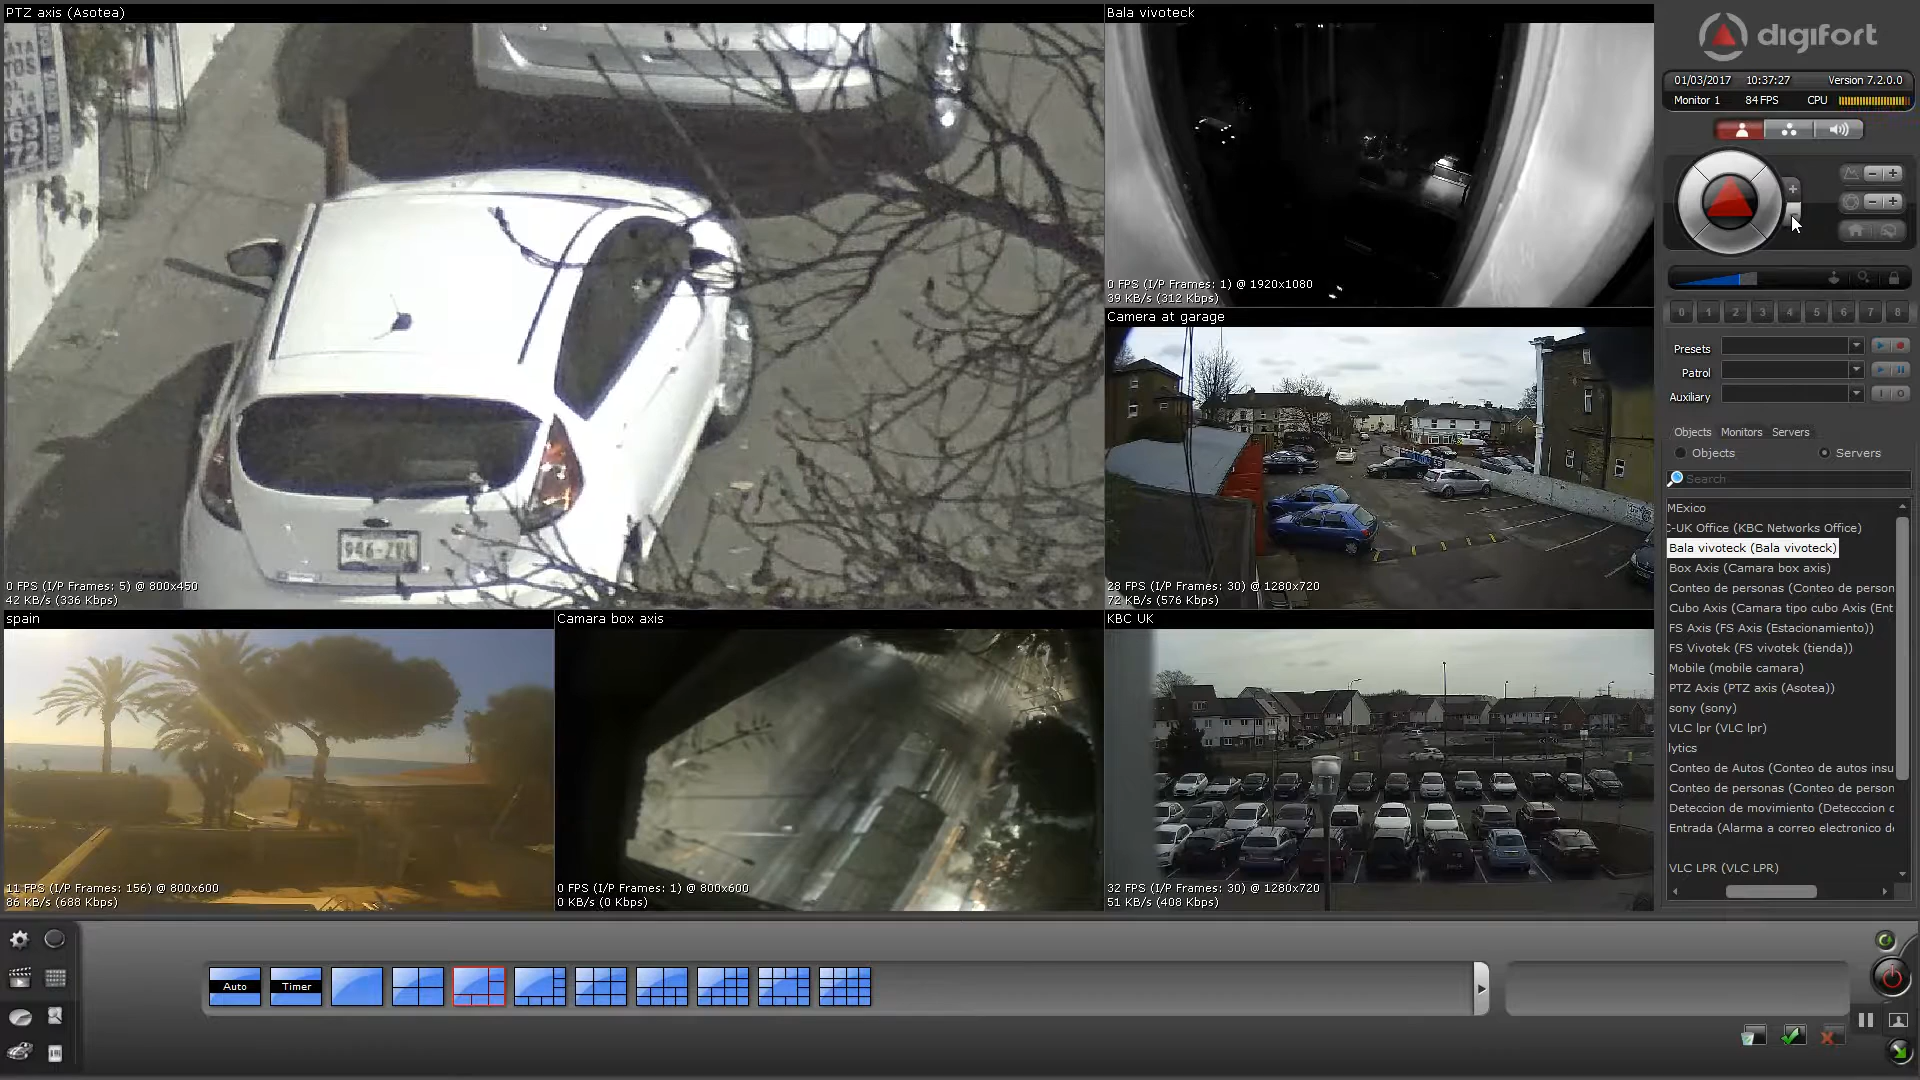 PTZ axis (Asotea)
0 FPS (I/P Frames: 5) @ 800x450
42 KB/s (336 Kbps)
Bala vivoteck
0 FPS (I/P Frames: 1) @ 1920x1080
39 KB/s (312 Kbps)
Camera at garage
28 FPS (I/P Frames: 30) @ 1280x720
72 KB/s (576 Kbps)
spain
11 FPS (I/P Frames: 156) @ 800x600
86 KB/s (688 Kbps)
Camara box axis
0 FPS (I/P Frames: 1) @ 800x600
0 KB/s (0 Kbps)
KBC UK
32 FPS (I/P Frames: 30) @ 1280x720
51 KB/s (408 Kbps)
digifort
01/03/2017 10:37:27 Version 7.2.0.0
Monitor 1 84 FPS CPU
0 1 2 3 4 5 6 7 8
Presets
Patrol
Auxiliary
Objects Monitors Servers
Objects Servers
Search
MExico
C-UK Office (KBC Networks Office)
Bala vivoteck (Bala vivoteck)
Box Axis (Camara box axis)
Conteo de personas (Conteo de person
Cubo Axis (Camara tipo cubo Axis (Ent
FS Axis (FS Axis (Estacionamiento))
FS Vivotek (FS vivotek (tienda))
Mobile (mobile camara)
PTZ Axis (PTZ axis (Asotea))
sony (sony)
VLC lpr (VLC lpr)
lytics
Conteo de Autos (Conteo de autos insu
Conteo de personas (Conteo de person
Deteccion de movimiento (Detecccion d
Entrada (Alarma a correo electronico de
VLC LPR (VLC LPR)
Auto
Timer